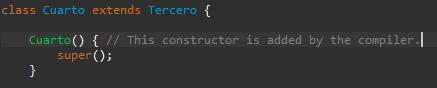 class Cuarto extends Tercero {
Cuarto() { // This constructor is added by the compiler.
super();
}